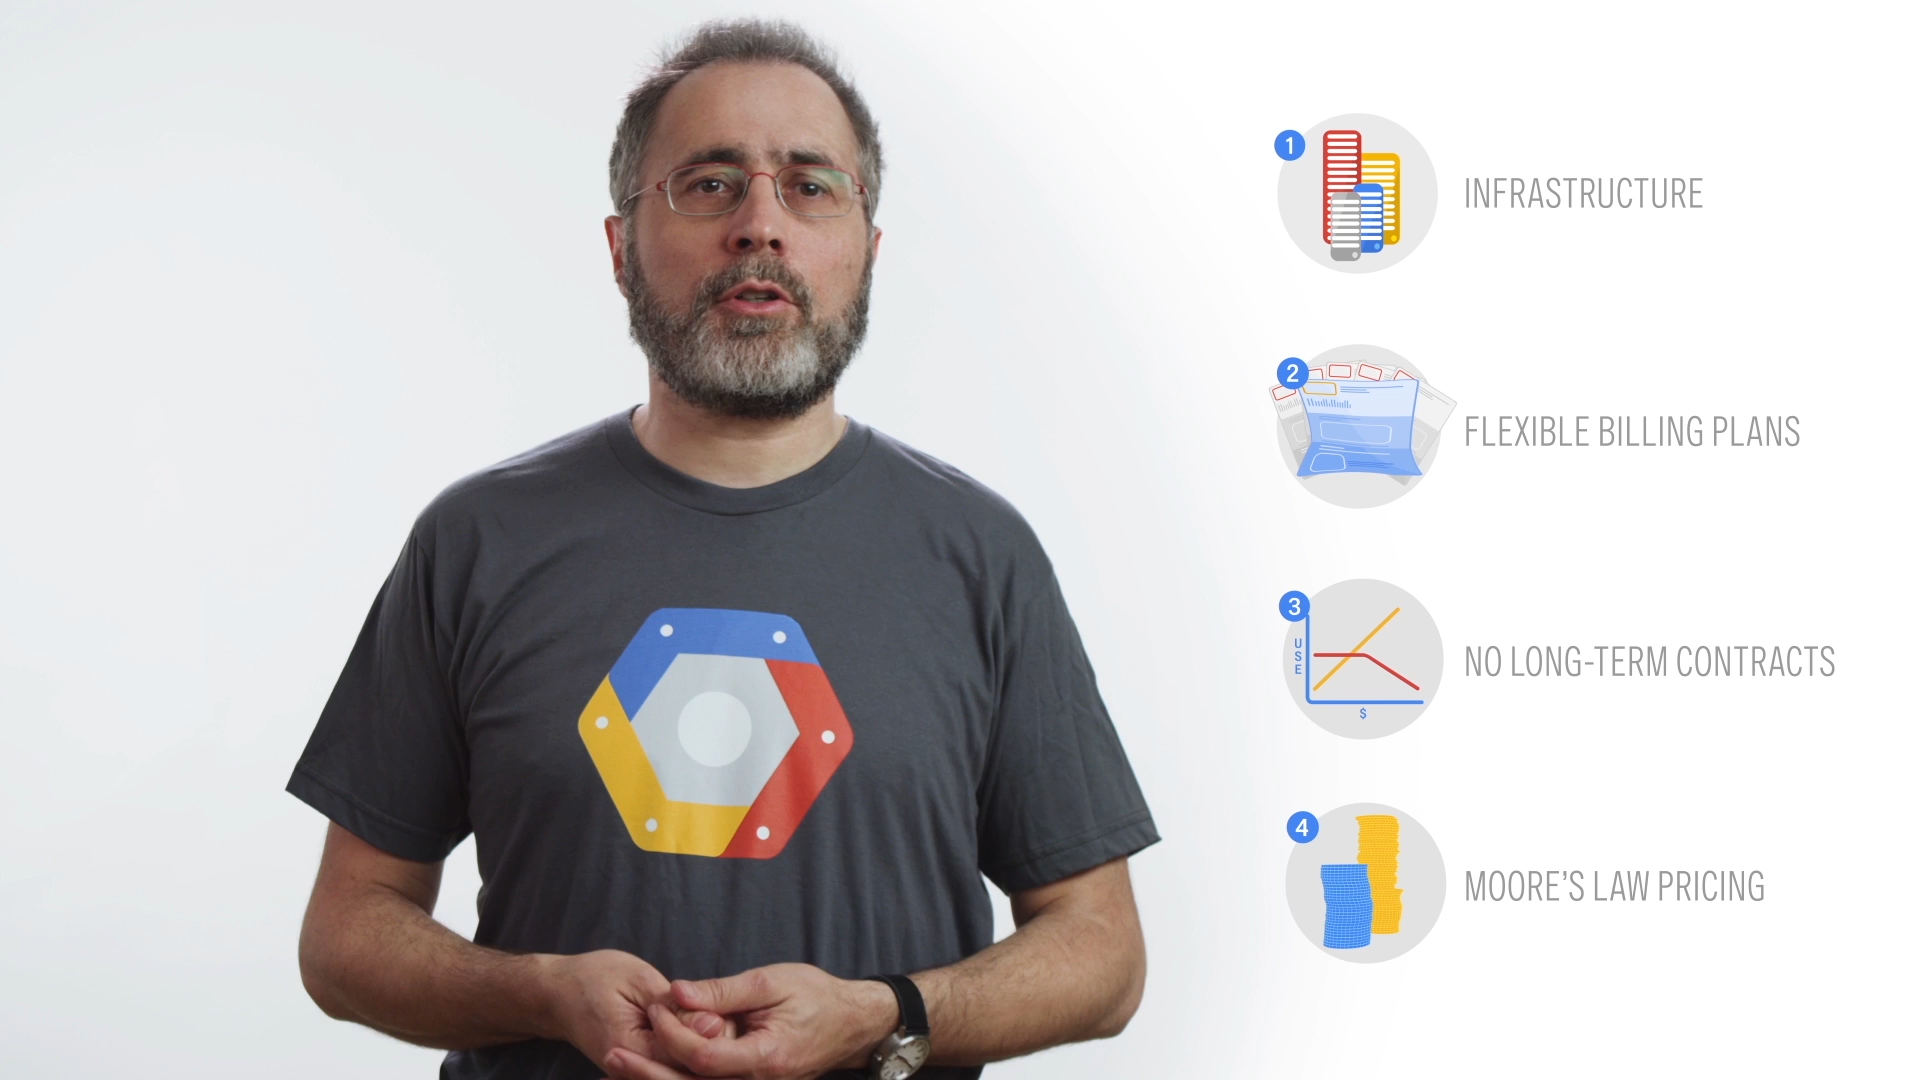 1
INFRASTRUCTURE
2
FLEXIBLE BILLING PLANS
3
USE
$
NO LONG-TERM CONTRACTS
4
MOORE’S LAW PRICING